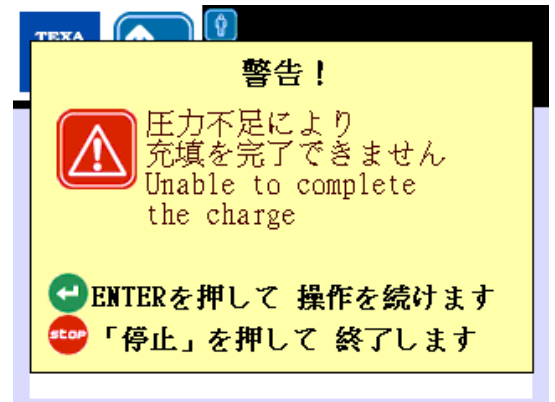 TEXA
警告！
圧力不足により
充填を完了できません
Unable to complete
the charge
ENTERを押して 操作を続けます
stop「停止」を押して 終了します